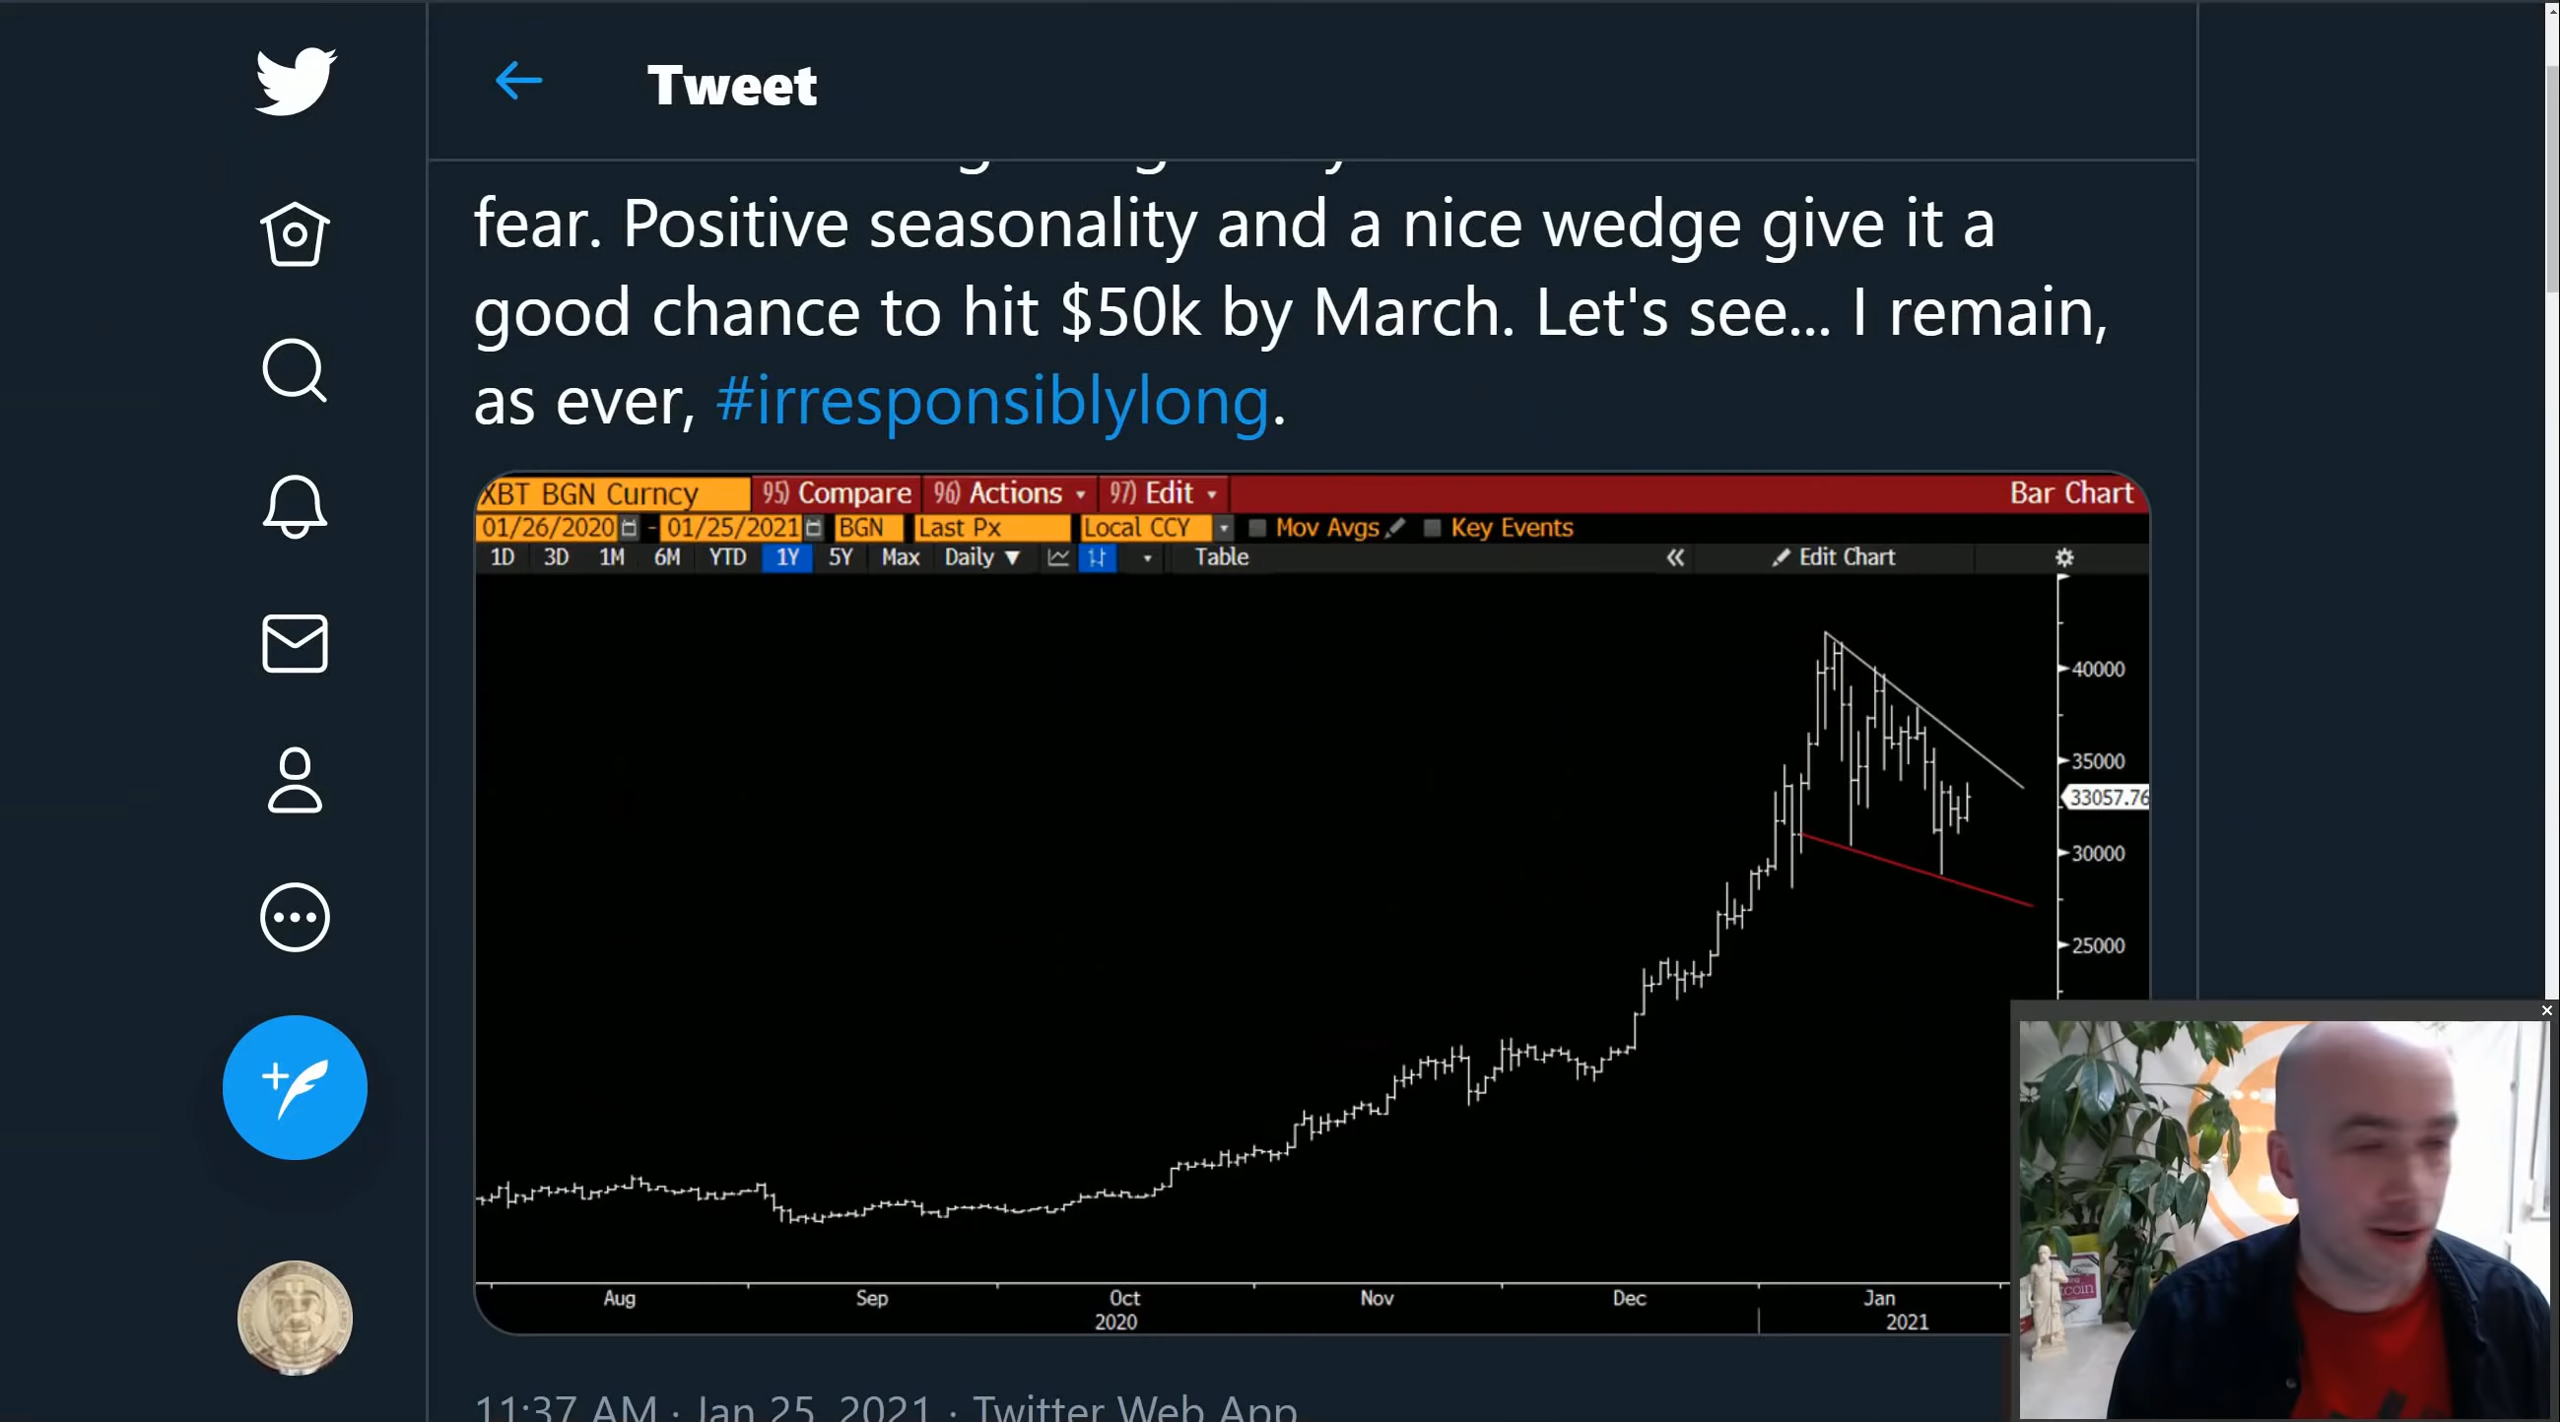 Tweet
fear. Positive seasonality and a nice wedge give it a
good chance to hit $50k by March. Let's see... I remain,
as ever, #irresponsiblylong.
XBT BGN Curncy 95) Compare 96) Actions 97) Edit Bar Chart
01/26/2020 - 01/25/2021 BGN Last Px Local CCY Mov Avgs Key Events
1D 3D 1M 6M YTD 1Y 5Y Max Daily ▼ Table « Edit Chart
40000
35000
33057.76
30000
25000
Aug Sep Oct Nov Dec Jan
2020 2021
11:37 AM · Jan 25, 2021 · Twitter Web App
coin